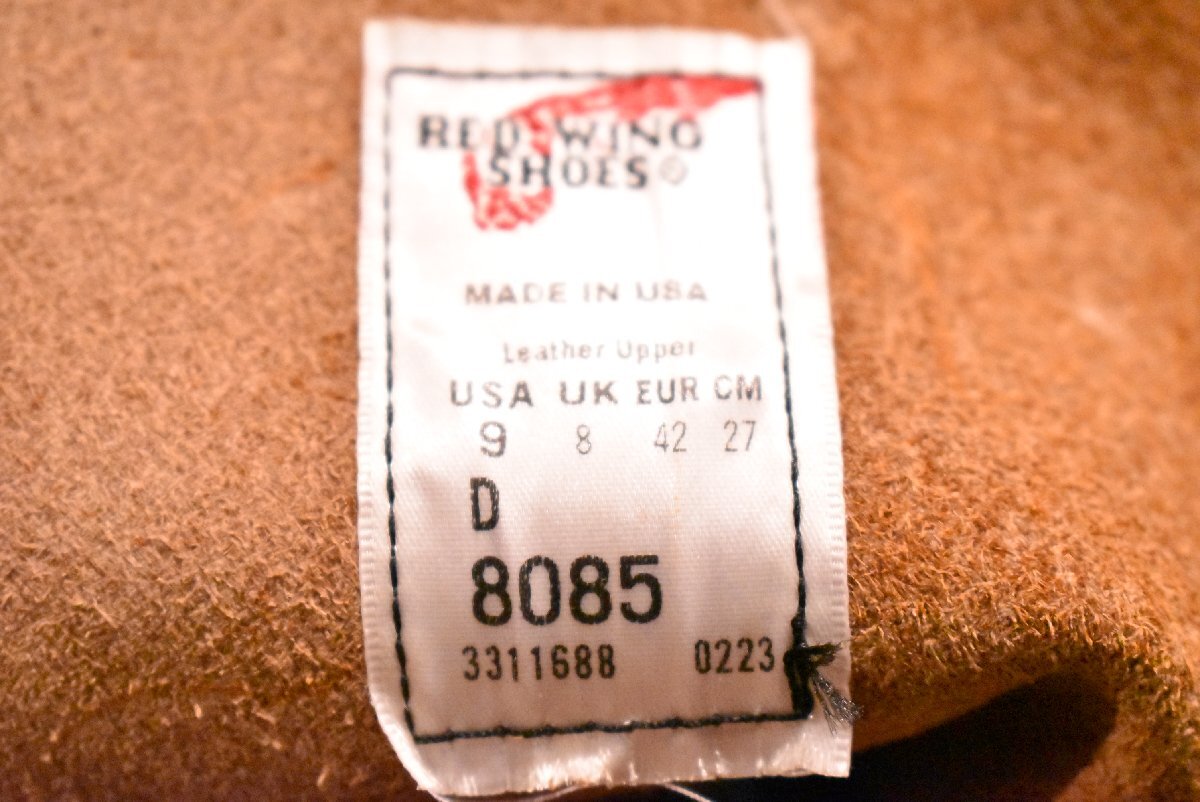 RED WING
SHOES®
MADE IN USA
Leather Upper
USA UK EUR CM
9 8 42 27
D
8085
3311688 0223